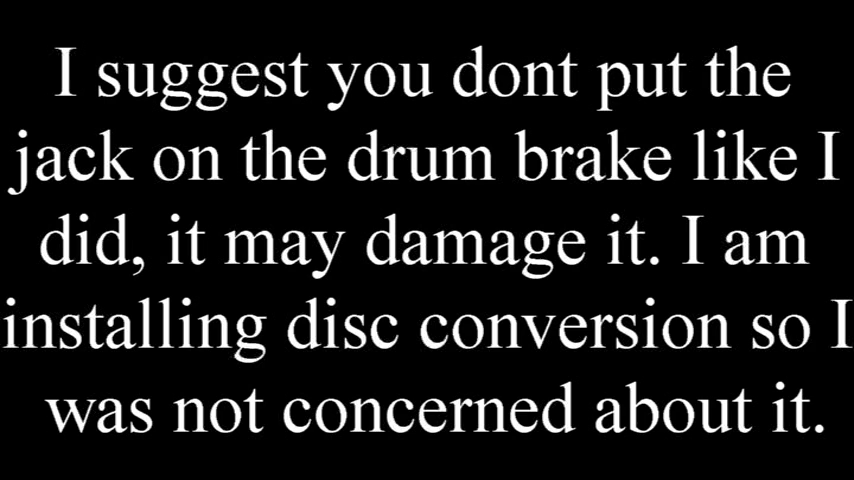 I suggest you dont put the
jack on the drum brake like I
did, it may damage it. I am
installing disc conversion so I
was not concerned about it.